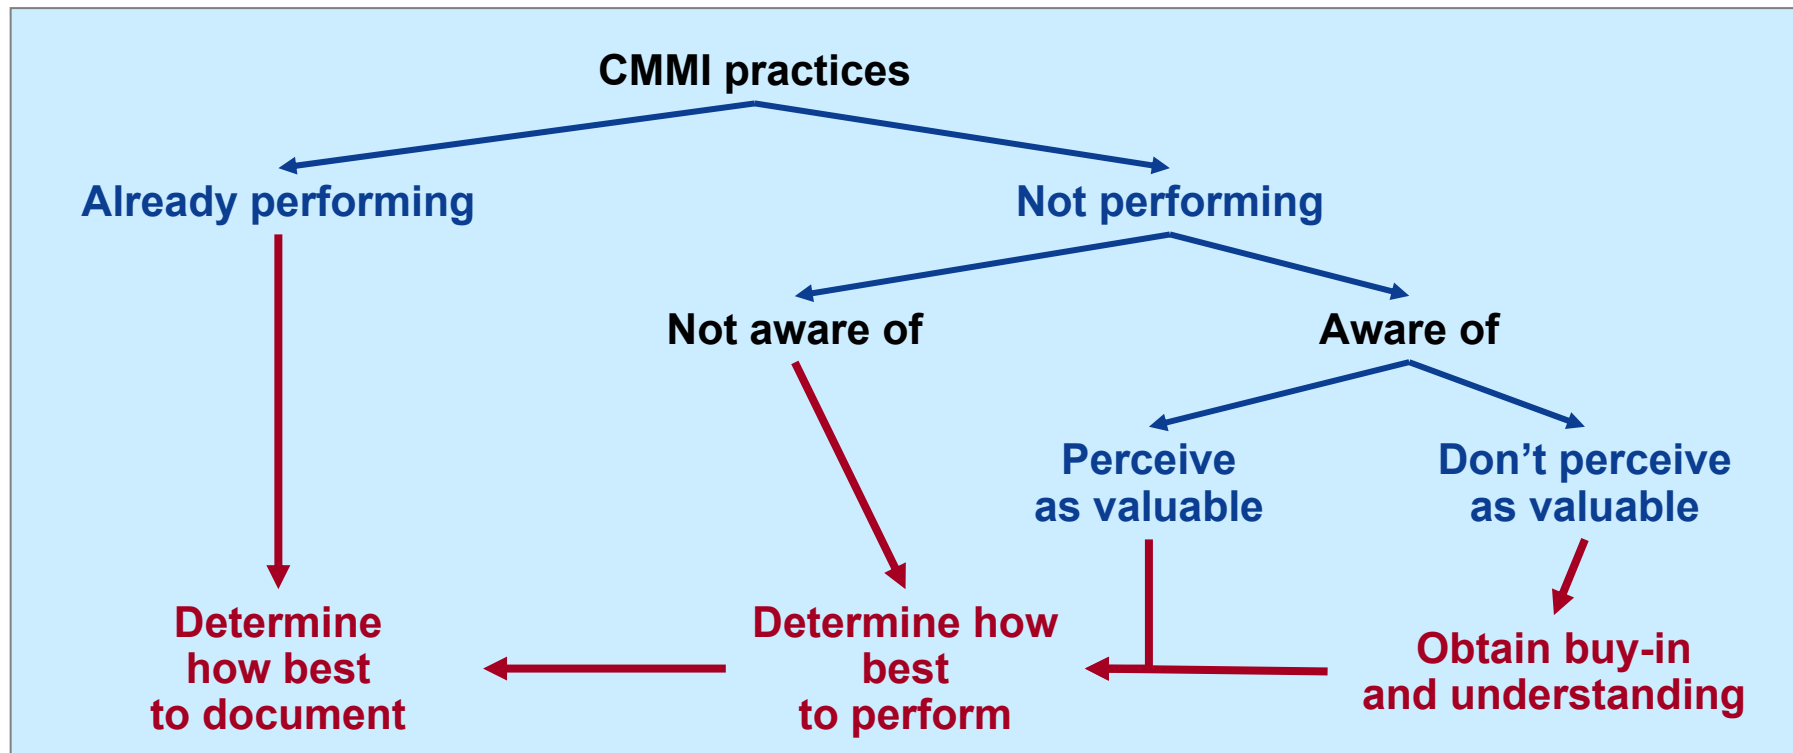 CMMI practices
Already performing
Not performing
Not aware of
Aware of
Perceive
as valuable
Don’t perceive
as valuable
Determine
how best
to document
Determine how
best
to perform
Obtain buy-in
and understanding